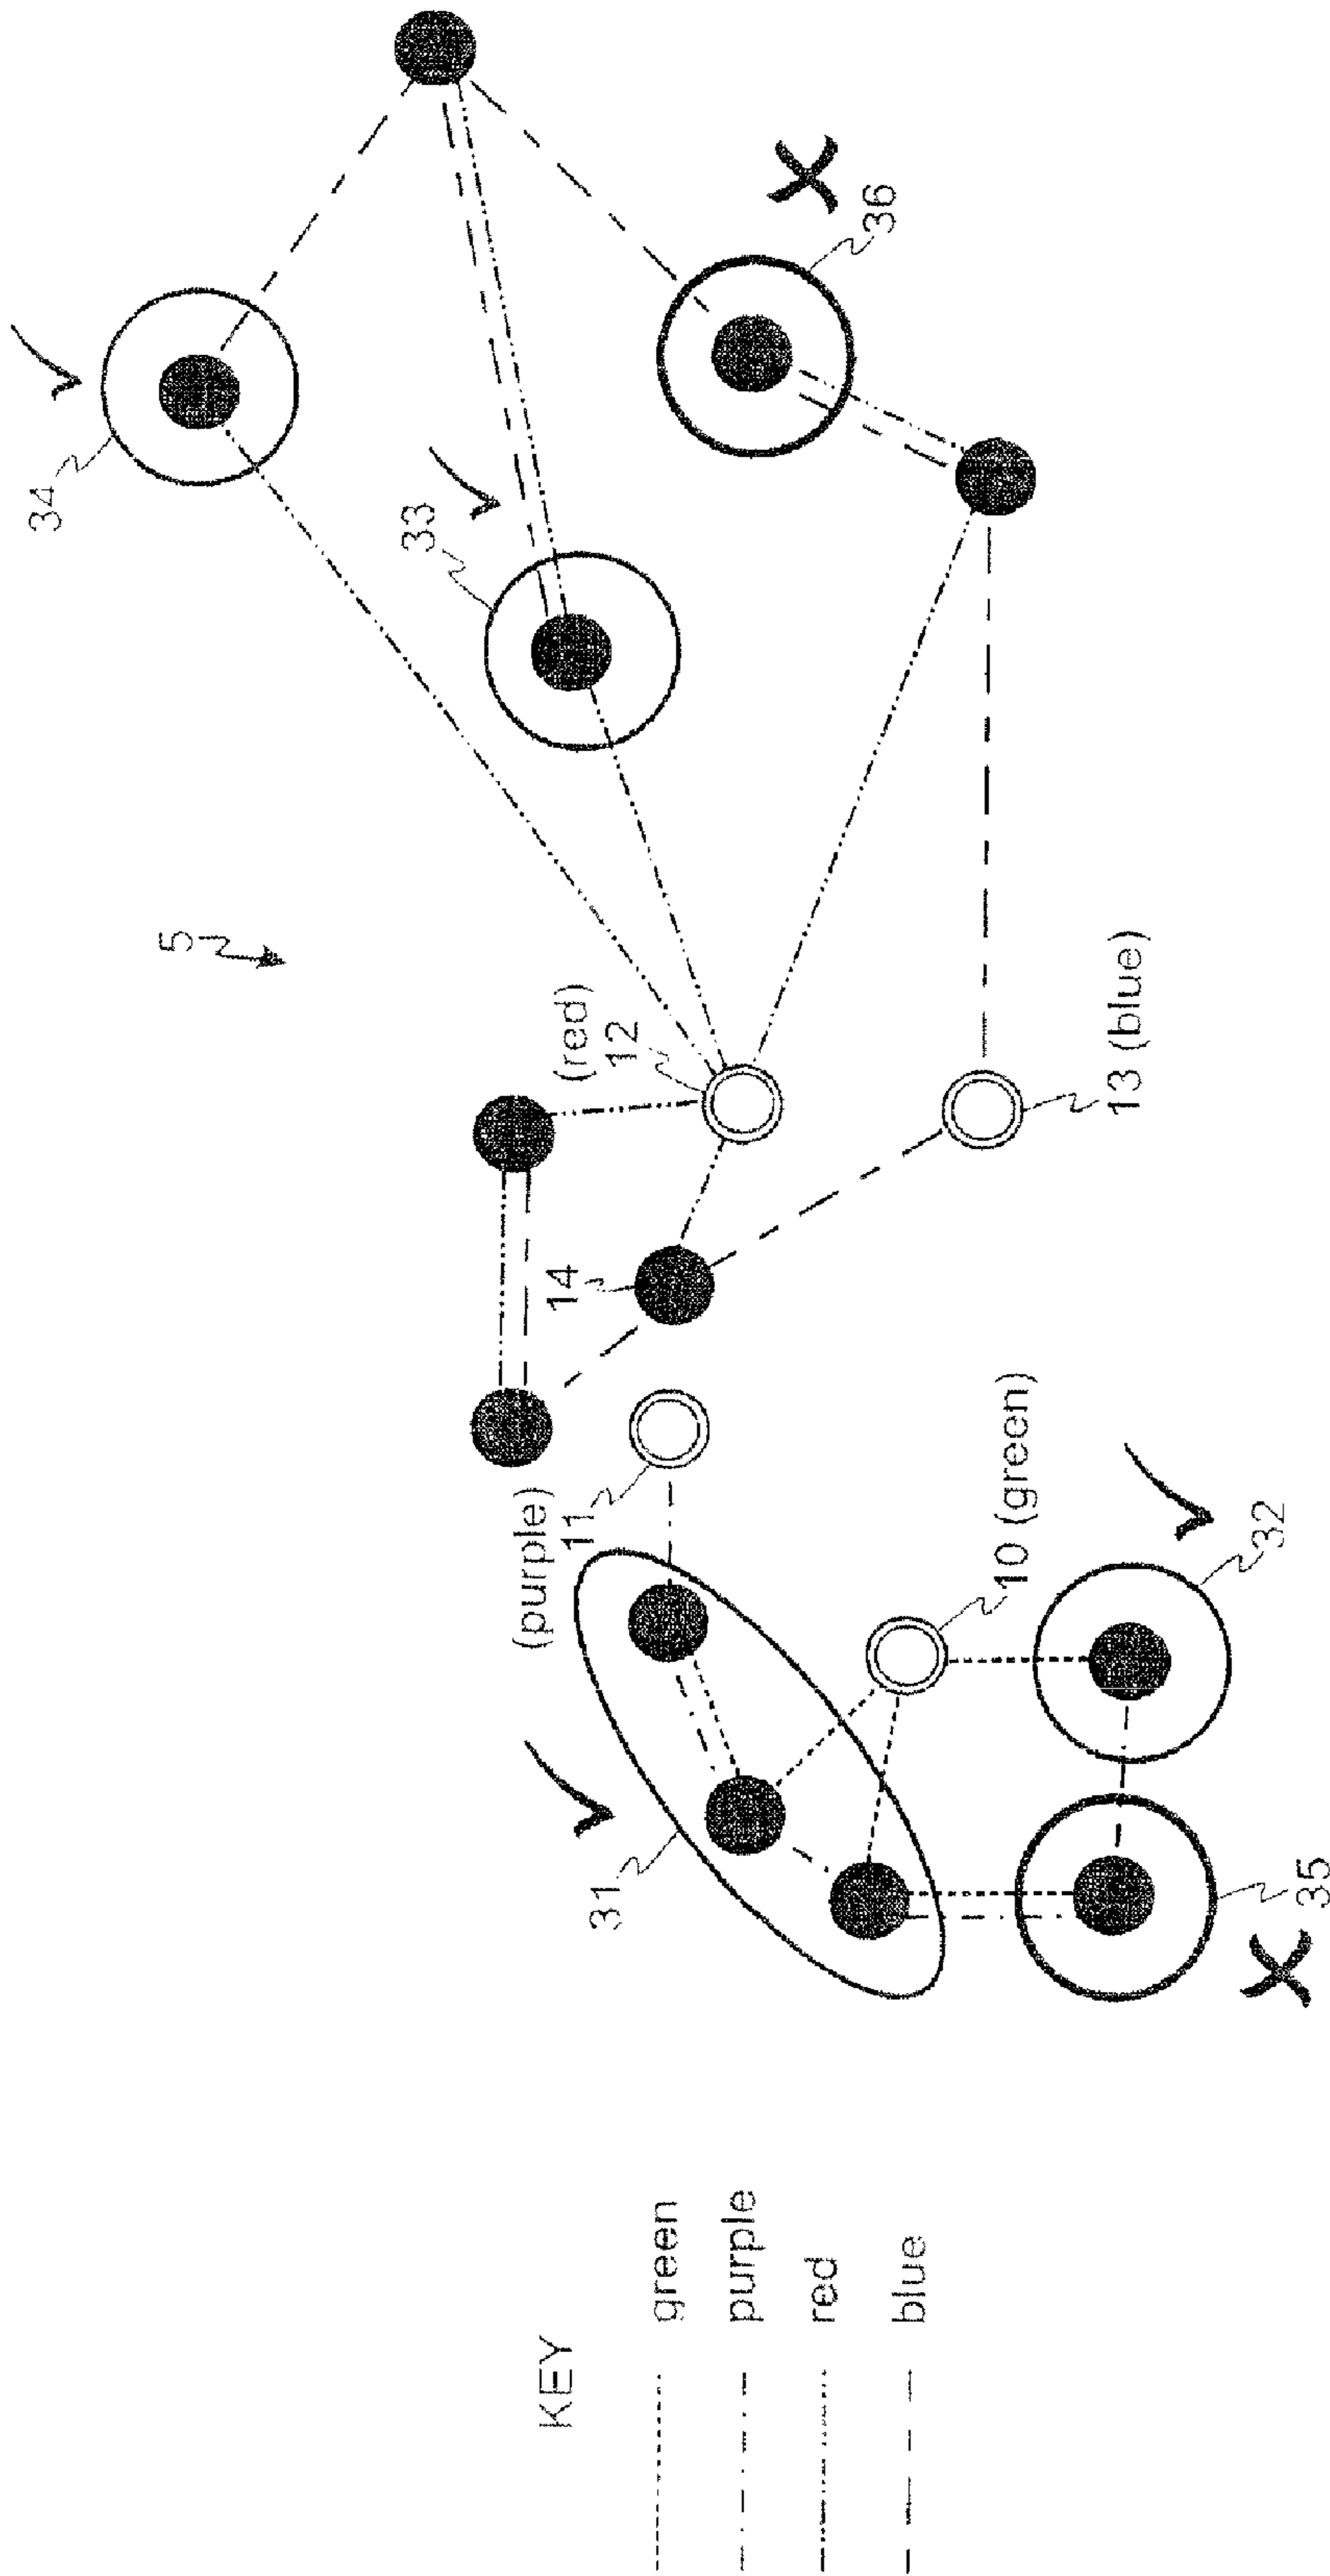 KEY
green
purple
red
blue
5
34
33
36
(red)
12
13 (blue)
14
(purple)
11
10 (green)
31
32
35